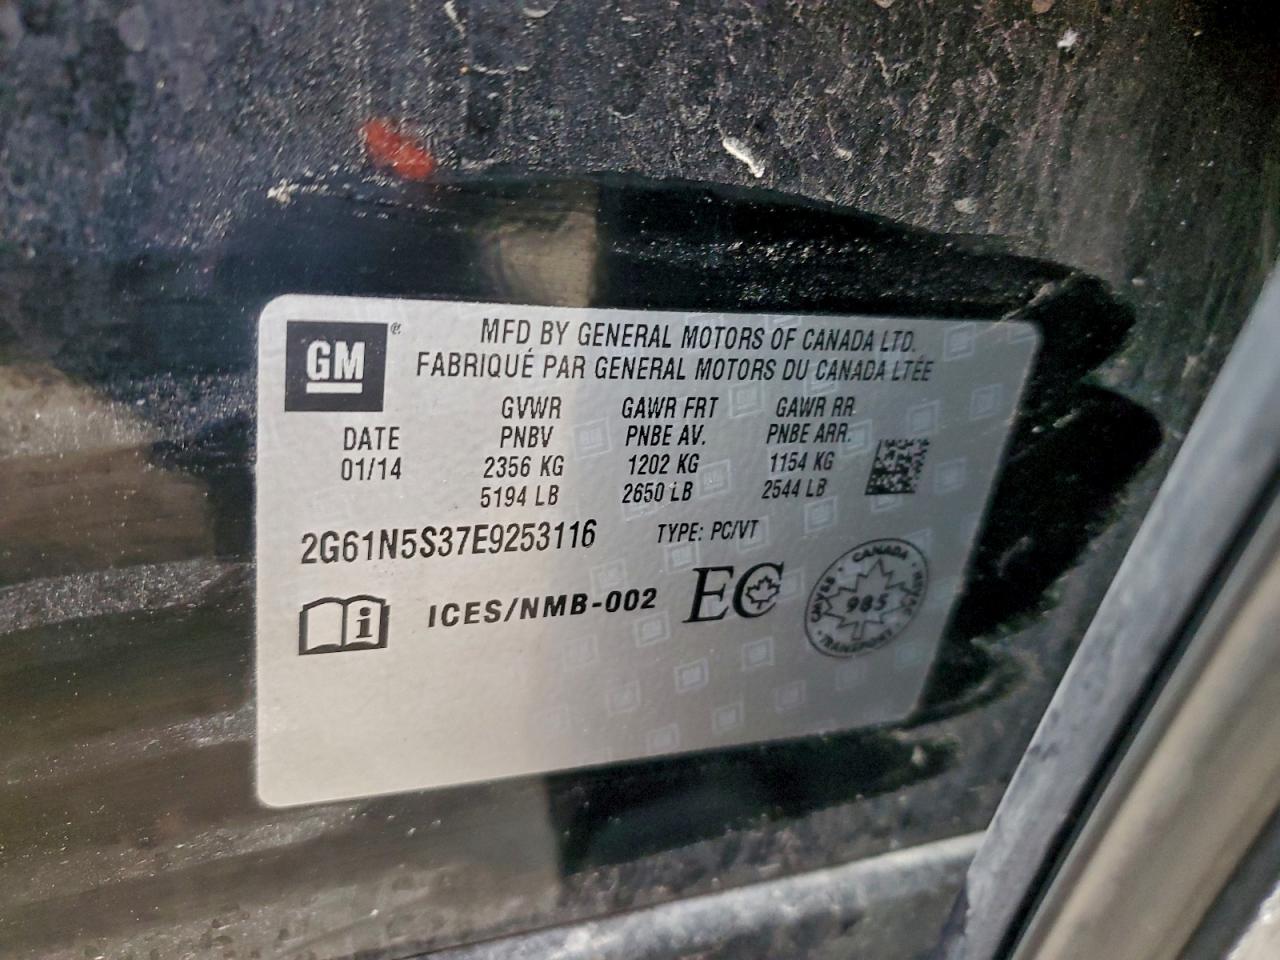 GM ®
MFD BY GENERAL MOTORS OF CANADA LTD.
FABRIQUÉ PAR GENERAL MOTORS DU CANADA LTÉE
GVWR GAWR FRT GAWR RR.
DATE PNBV PNBE AV. PNBE ARR.
01/14 2356 KG 1202 KG 1154 KG
5194 LB 2650 LB 2544 LB
2G61N5S37E9253116 TYPE: PC/VT
i ICES/NMB-002 EC
CANADA
985
TRANSPORT